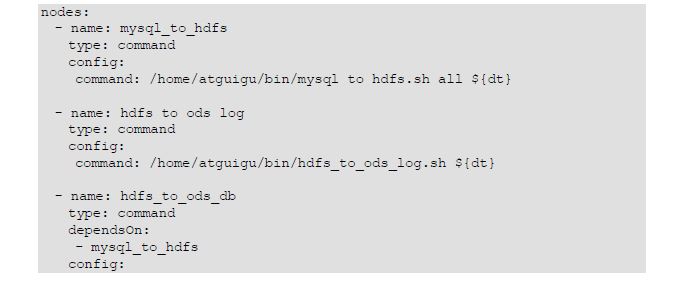 nodes:
  - name: mysql_to_hdfs
    type: command
    config:
     command: /home/atguigu/bin/mysql to hdfs.sh all ${dt}
  - name: hdfs to ods log
    type: command
    config:
     command: /home/atguigu/bin/hdfs_to_ods_log.sh ${dt}
  - name: hdfs_to_ods_db
    type: command
    dependsOn:
     - mysql_to_hdfs
    config: